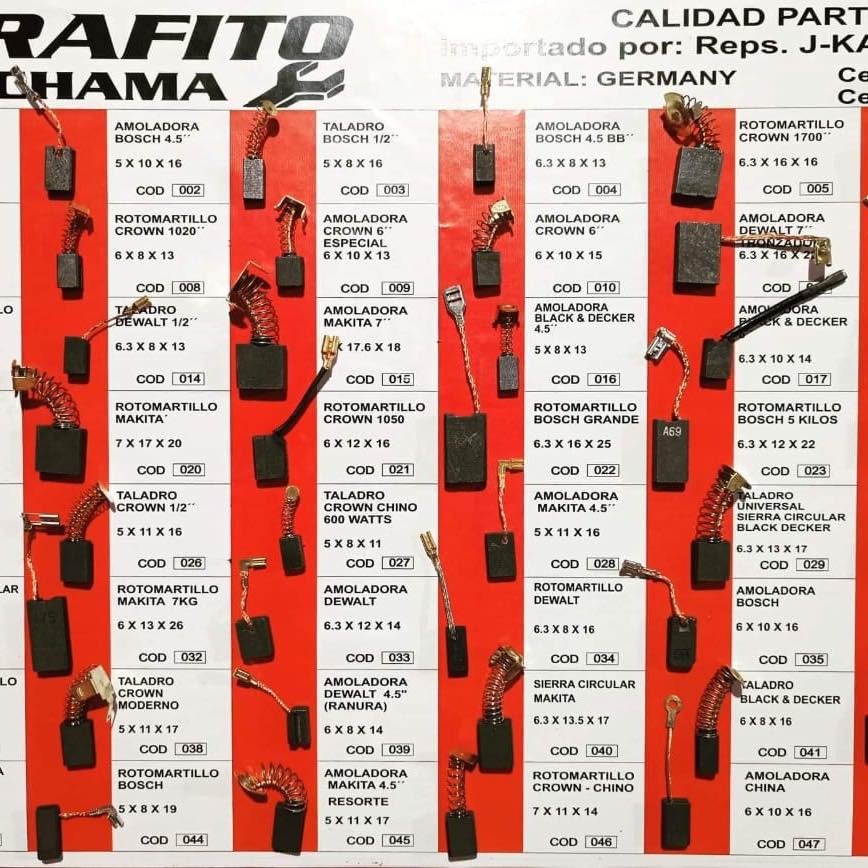 RAFITO
CHAMA
CALIDAD PART
importado por: Reps. J-KA
MATERIAL: GERMANY
Ce
Ce
AMOLADORA
BOSCH 4.5´´
5 X 10 X 16
COD 002
TALADRO
BOSCH 1/2´´
5 X 8 X 16
COD 003
AMOLADORA
BOSCH 4.5 BB´´
6.3 X 8 X 13
COD 004
ROTOMARTILLO
CROWN 1700´´
6.3 X 16 X 16
COD 005
ROTOMARTILLO
CROWN 1020´´
6 X 8 X 13
COD 008
AMOLADORA
CROWN 6´´
ESPECIAL
6 X 10 X 13
COD 009
AMOLADORA
CROWN 6´´
6 X 10 X 15
COD 010
AMOLADORA
DEWALT 7´´
TRONZADOR
6.3 X 16 X
COD
LO
TALADRO
DEWALT 1/2´´
6.3 X 8 X 13
COD 014
AMOLADORA
MAKITA 7´´
X 17.6 X 18
COD 015
AMOLADORA
BLACK & DECKER
4.5´´
5 X 8 X 13
COD 016
AMOLADORA
BLACK & DECKER
6.3 X 10 X 14
COD 017
ROTOMARTILLO
MAKITA´
7 X 17 X 20
COD 020
ROTOMARTILLO
CROWN 1050
6 X 12 X 16
COD 021
ROTOMARTILLO
BOSCH GRANDE
6.3 X 16 X 25
COD 022
A69
ROTOMARTILLO
BOSCH 5 KILOS
6.3 X 12 X 22
COD 023
TALADRO
CROWN 1/2´´
5 X 11 X 16
COD 026
TALADRO
CROWN CHINO
600 WATTS
5 X 8 X 11
COD 027
AMOLADORA
MAKITA 4.5´´
5 X 11 X 16
COD 028
TALADRO
UNIVERSAL
SIERRA CIRCULAR
BLACK DECKER
6.3 X 13 X 17
COD 029
LAR
ROTOMARTILLO
MAKITA 7KG
6 X 13 X 26
COD 032
AMOLADORA
DEWALT
6.3 X 12 X 14
COD 033
ROTOMARTILLO
DEWALT
6.3 X 8 X 16
COD 034
AMOLADORA
BOSCH
6 X 10 X 16
COD 035
LO
TALADRO
CROWN
MODERNO
5 X 11 X 17
COD 038
AMOLADORA
DEWALT 4.5"
(RANURA)
6 X 8 X 14
COD 039
SIERRA CIRCULAR
MAKITA
6.3 X 13.5 X 17
COD 040
TALADRO
BLACK & DECKER
6 X 8 X 16
COD 041
A
ROTOMARTILLO
BOSCH
5 X 8 X 19
COD 044
AMOLADORA
MAKITA 4.5´´
RESORTE
5 X 11 X 17
COD 045
ROTOMARTILLO
CROWN - CHINO
7 X 11 X 14
COD 046
AMOLADORA
CHINA
6 X 10 X 16
COD 047